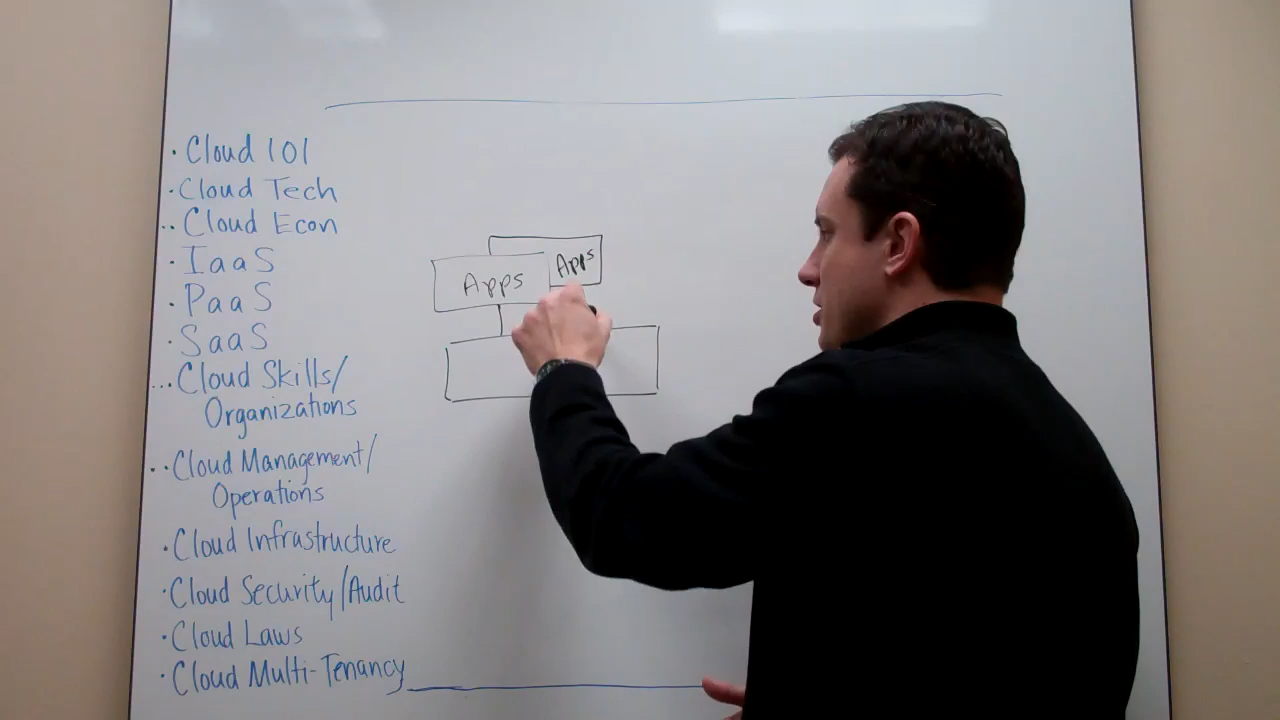 · Cloud 101
· Cloud Tech
.. Cloud Econ
· IaaS
· PaaS
· SaaS
... Cloud Skills/
Organizations
.. Cloud Management/
Operations
· Cloud Infrastructure
· Cloud Security/Audit
· Cloud Laws
· Cloud Multi-Tenancy
Apps
Apps